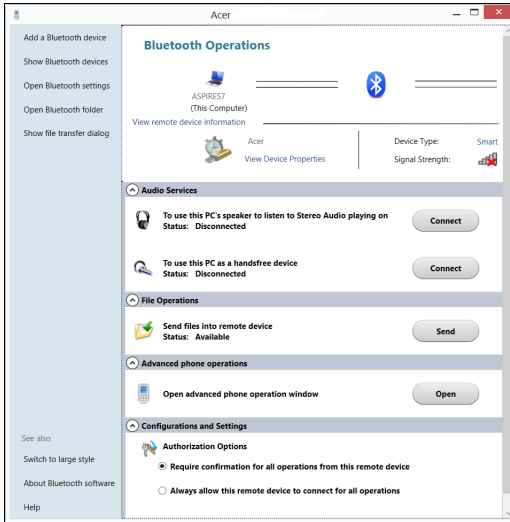 Acer
Add a Bluetooth device
Show Bluetooth devices
Open Bluetooth settings
Open Bluetooth folder
Show file transfer dialog
See also
Switch to large style
About Bluetooth software
Help
Bluetooth Operations
ASPIRES7
(This Computer)
View remote device information
Acer
View Device Properties
Device Type: Smart
Signal Strength:
Audio Services
To use this PC's speaker to listen to Stereo Audio playing on
Status: Disconnected
Connect
To use this PC as a handsfree device
Status: Disconnected
Connect
File Operations
Send files into remote device
Status: Available
Send
Advanced phone operations
Open advanced phone operation window
Open
Configurations and Settings
Authorization Options
Require confirmation for all operations from this remote device
Always allow this remote device to connect for all operations